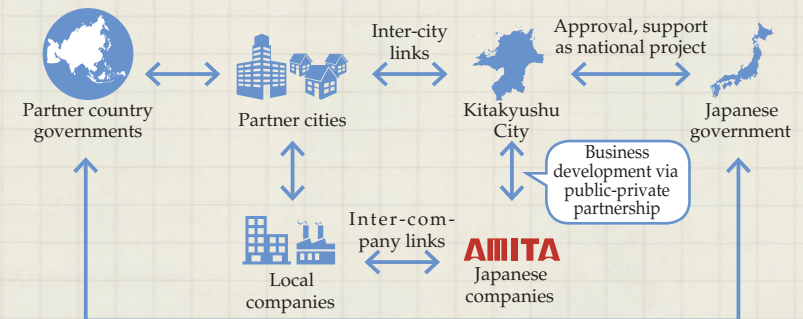 Inter-city
links
Approval, support
as national project
Partner country
governments
Partner cities
Kitakyushu
City
Japanese
government
Business
development via
public-private
partnership
Inter-com-
pany links
Local
companies
AMITA
Japanese
companies